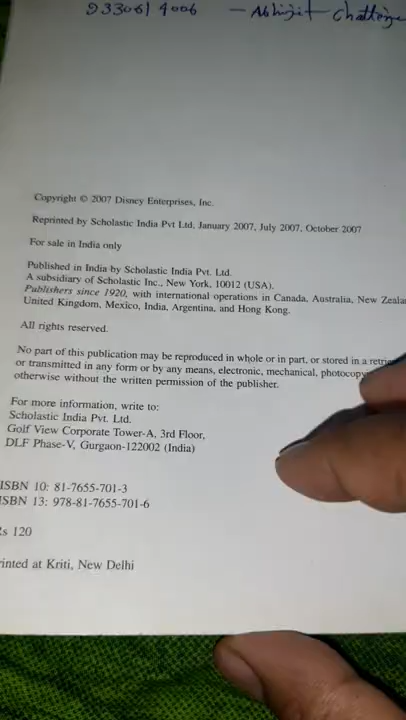 9330614006 - Abhijit Chatterjee
Copyright © 2007 Disney Enterprises, Inc.
Reprinted by Scholastic India Pvt Ltd, January 2007, July 2007, October 2007
For sale in India only
Published in India by Scholastic India Pvt. Ltd.
A subsidiary of Scholastic Inc., New York, 10012 (USA).
Publishers since 1920, with international operations in Canada, Australia, New Zeala
United Kingdom, Mexico, India, Argentina, and Hong Kong.
All rights reserved.
No part of this publication may be reproduced in whole or in part, or stored in a retrie
or transmitted in any form or by any means, electronic, mechanical, photocopy
otherwise without the written permission of the publisher.
For more information, write to:
Scholastic India Pvt. Ltd.
Golf View Corporate Tower-A, 3rd Floor,
DLF Phase-V, Gurgaon-122002 (India)
ISBN 10: 81-7655-701-3
ISBN 13: 978-81-7655-701-6
Rs 120
rinted at Kriti, New Delhi